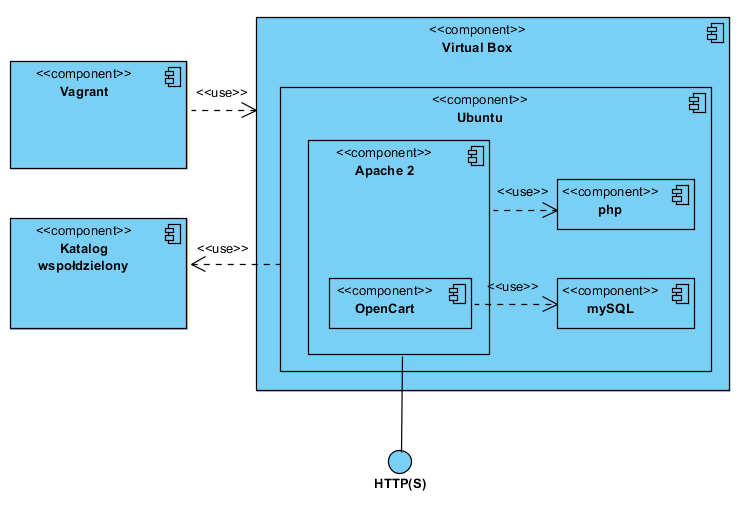 <<component>>
Virtual Box
<<component>>
Vagrant
<<use>>
<<component>>
Ubuntu
<<component>>
Apache 2
<<use>>
<<component>>
php
<<component>>
Katalog
wspołdzielony
<<use>>
<<component>>
OpenCart
<<use>>
<<component>>
mySQL
HTTP(S)